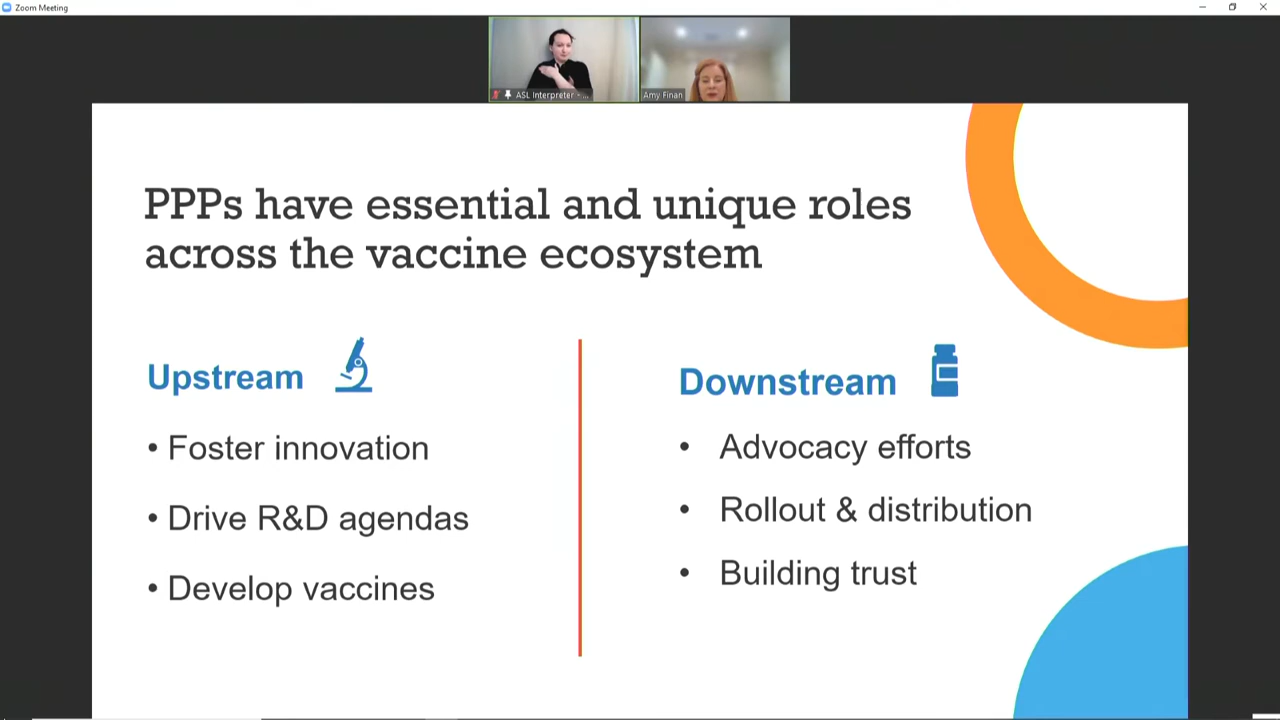 Zoom Meeting
ASL Interpreter - ...
Amy Finan
PPPs have essential and unique roles
across the vaccine ecosystem
Upstream
• Foster innovation
• Drive R&D agendas
• Develop vaccines
Downstream
• Advocacy efforts
• Rollout & distribution
• Building trust